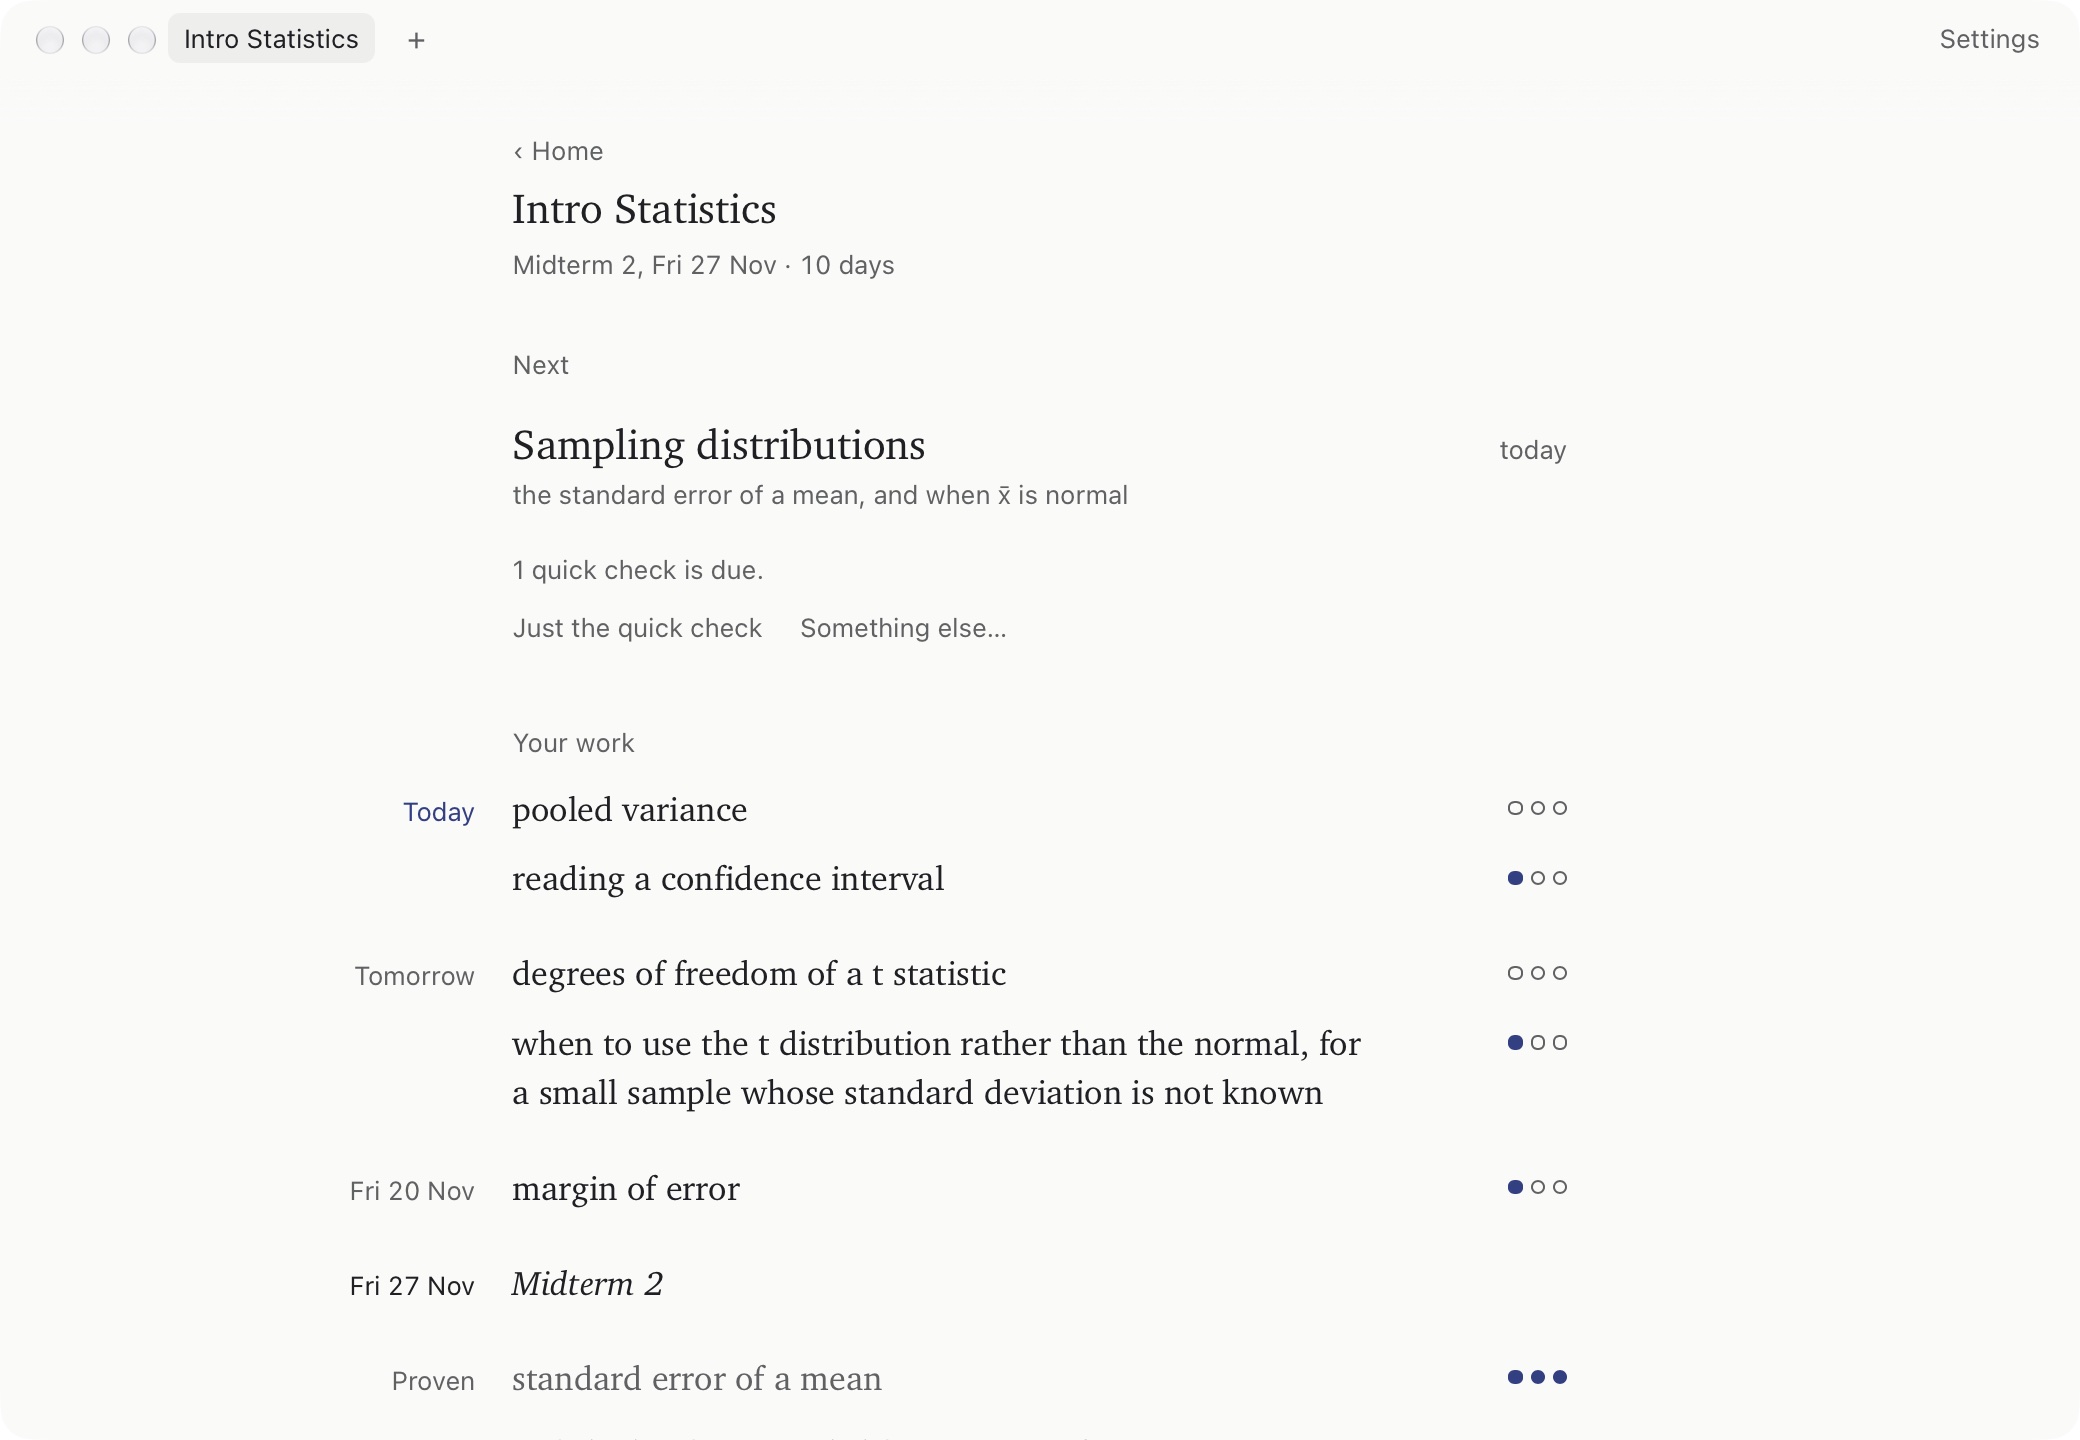 Intro Statistics +
Settings
‹ Home
Intro Statistics
Midterm 2, Fri 27 Nov · 10 days
Next
Sampling distributions
today
the standard error of a mean, and when x̄ is normal
1 quick check is due.
Just the quick check
Something else...
Your work
Today
pooled variance
reading a confidence interval
Tomorrow
degrees of freedom of a t statistic
when to use the t distribution rather than the normal, for
a small sample whose standard deviation is not known
Fri 20 Nov
margin of error
Fri 27 Nov
Midterm 2
Proven
standard error of a mean